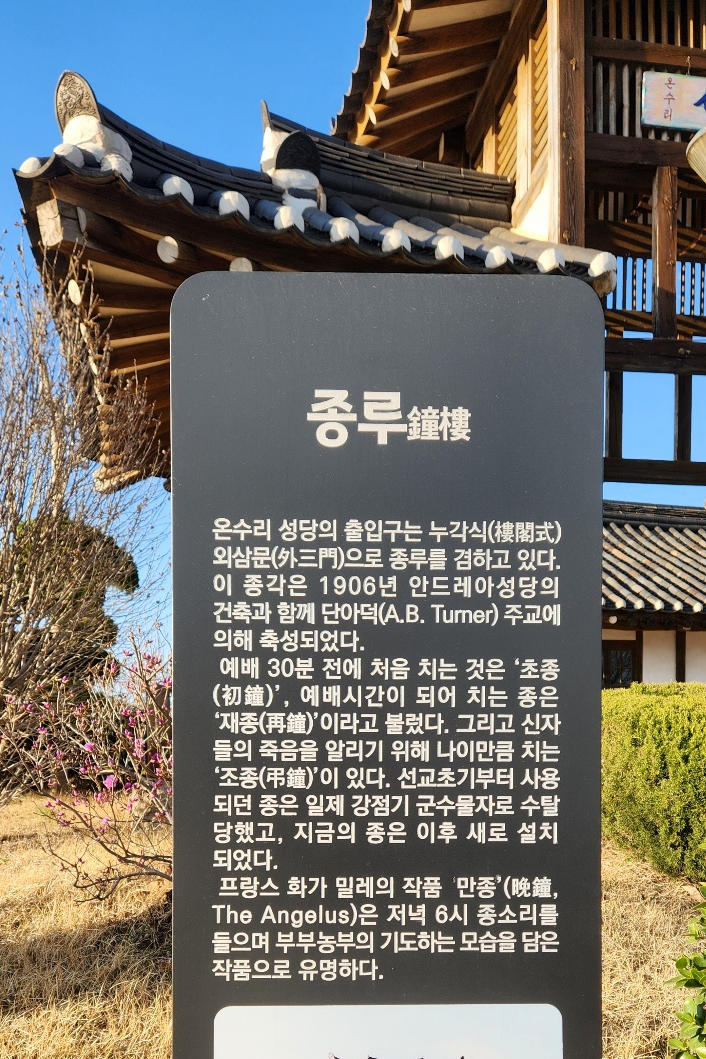 온수리
종루鐘樓
온수리 성당의 출입구는 누각식(樓閣式)
외삼문(外三門)으로 종루를 겸하고 있다.
이 종각은 1906년 안드레아성당의
건축과 함께 단아덕(A.B. Turner) 주교에
의해 축성되었다.
예배 30분 전에 처음 치는 것은 ‘초종
(初鐘)’, 예배시간이 되어 치는 종은
‘재종(再鐘)’이라고 불렀다. 그리고 신자
들의 죽음을 알리기 위해 나이만큼 치는
‘조종(弔鐘)’이 있다. 선교초기부터 사용
되던 종은 일제 강점기 군수물자로 수탈
당했고, 지금의 종은 이후 새로 설치
되었다.
프랑스 화가 밀레의 작품 ‘만종’(晩鐘,
The Angelus)은 저녁 6시 종소리를
들으며 부부농부의 기도하는 모습을 담은
작품으로 유명하다.